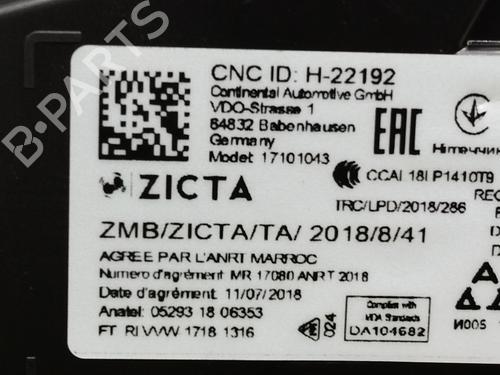 CNC ID: H-22192
Continental Automotive GmbH
VDO-Strasse 1
64832 Babenhausen
Germany
Model: 17101043
EAC
ZICTA
CCAI 18I P1410T9
TRC/LPD/2018/286
ZMB/ZICTA/TA/ 2018/8/41
AGREE PAR L'ANRT MARROC
Numero d'agrément MR 17080 ANRT 2018
Date d'agrément: 11/07/2018
Anatel: 05293 18 06353
Complies with
IDA Standards
DA104682
024
N005
B-Parts